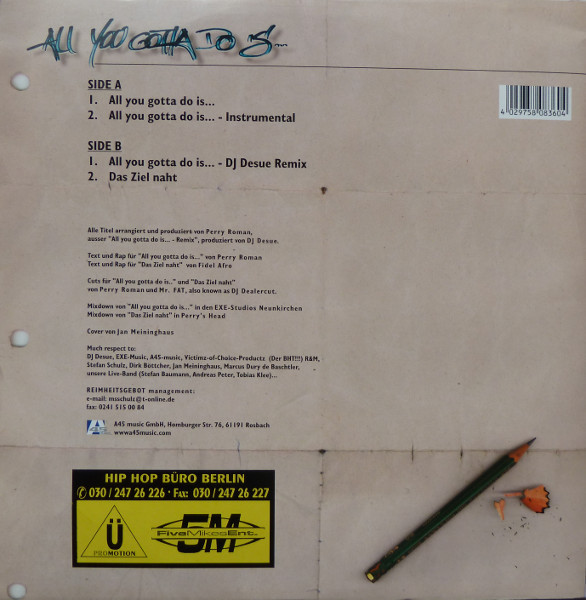 ALL YOU GOTTA DO IS...
4 029758 083604
SIDE A
1. All you gotta do is...
2. All you gotta do is... - Instrumental
SIDE B
1. All you gotta do is... - DJ Desue Remix
2. Das Ziel naht
Alle Titel arrangiert und produziert von Perry Roman,
ausser "All you gotta do is... - Remix", produziert von DJ Desue.
Text und Rap für "All you gotta do is..." von Perry Roman
Text und Rap für "Das Ziel naht" von Fidel Afro
Cuts für "All you gotta do is.." und "Das Ziel naht"
von Perry Roman und Mr. FAT, also known as DJ Dealercut.
Mixdown von "All you gotta do is..." in den EXE-Studios Neunkirchen
Mixdown von "Das Ziel naht" in Perry's Head
Cover von Jan Meininghaus
Much respect to:
DJ Desue, EXE-Music, A45-music, Victimz-of-Choice-Productz (Der BHT!!!) R&M,
Stefan Schulz, Dirk Böttcher, Jan Meininghaus, Marcus Dury de Boschtler,
unsere Live-Band (Stefan Baumann, Andreas Peter, Tobias Klee)...
REIMHEITSGEBOT management:
e-mail: msschulz@t-online.de
fax: 0241 515 00 84
A45
A45 music GmbH, Homburger Str. 76, 61191 Rosbach
www.a45music.com
HIP HOP BÜRO BERLIN
✆ 030 / 247 26 226 · Fax: 030 / 247 26 227
Ü
PROMOTION
5M
FiveMikesEnt.